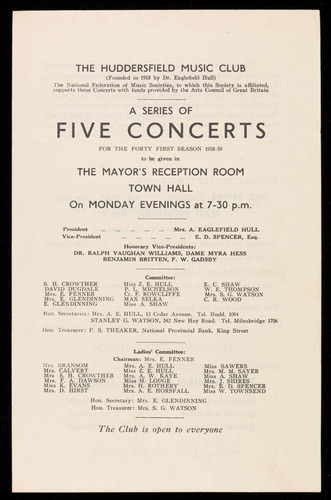 THE HUDDERSFIELD MUSIC CLUB
(Founded in 1918 by Dr. Eaglefield Hull)
The National Federation of Music Societies, to which this Society is affiliated,
supports these Concerts with funds provided by the Arts Council of Great Britain
A SERIES OF
FIVE CONCERTS
FOR THE FORTY FIRST SEASON 1958-59
to be given in
THE MAYOR'S RECEPTION ROOM
TOWN HALL
On MONDAY EVENINGS at 7-30 p.m.
President .. .. .. .. .. Mrs. A. EAGLEFIELD HULL
Vice-President .. .. .. .. E. D. SPENCER, Esq.
Honorary Vice-Presidents:
DR. RALPH VAUGHAN WILLIAMS, DAME MYRA HESS
BENJAMIN BRITTEN, F. W. GADSBY
Committee:
S. H. CROWTHER Miss Z. E. HULL E. C. SHAW
DAVID DUGDALE P. L. MICHELSON W. E. THOMPSON
Mrs. E. FENNER Cr. F. ROWCLIFFE Mrs. S. G. WATSON
Mrs. E. GLENDINNING MAX SELKA C. R. WOOD
E. GLENDINNING Miss A. SHAW
Hon. Secretaries: Mrs. A. E. HULL, 12 Cedar Avenue. Tel. Hudd. 1094
STANLEY G. WATSON, 342 New Hey Road. Tel. Milnsbridge 1706
Hon. Treasurer: P. S. THEAKER, National Provincial Bank, King Street
Ladies' Committee:
Chairman: Mrs. E. FENNER
Mrs. BRANSOM Mrs. A. E. HULL Miss SAWERS
Mrs. CALVERT Miss Z. E. HULL Mrs. M. M. SAYER
Mrs. S. H. CROWTHER Mrs. A. W. KAYE Miss A. SHAW
Mrs. F. A. DAWSON Miss H. LODGE Mrs. J. SHIRES
Miss K. EVANS Mrs. H. ROTHERY Mrs. E. D. SPENCER
Mrs. D. HIRST Mrs. A. E. HORSFALL Miss W. TOWNSEND
Hon. Secretary: Mrs. E. GLENDINNING
Hon. Treasurer: Mrs. S. G. WATSON
The Club is open to everyone